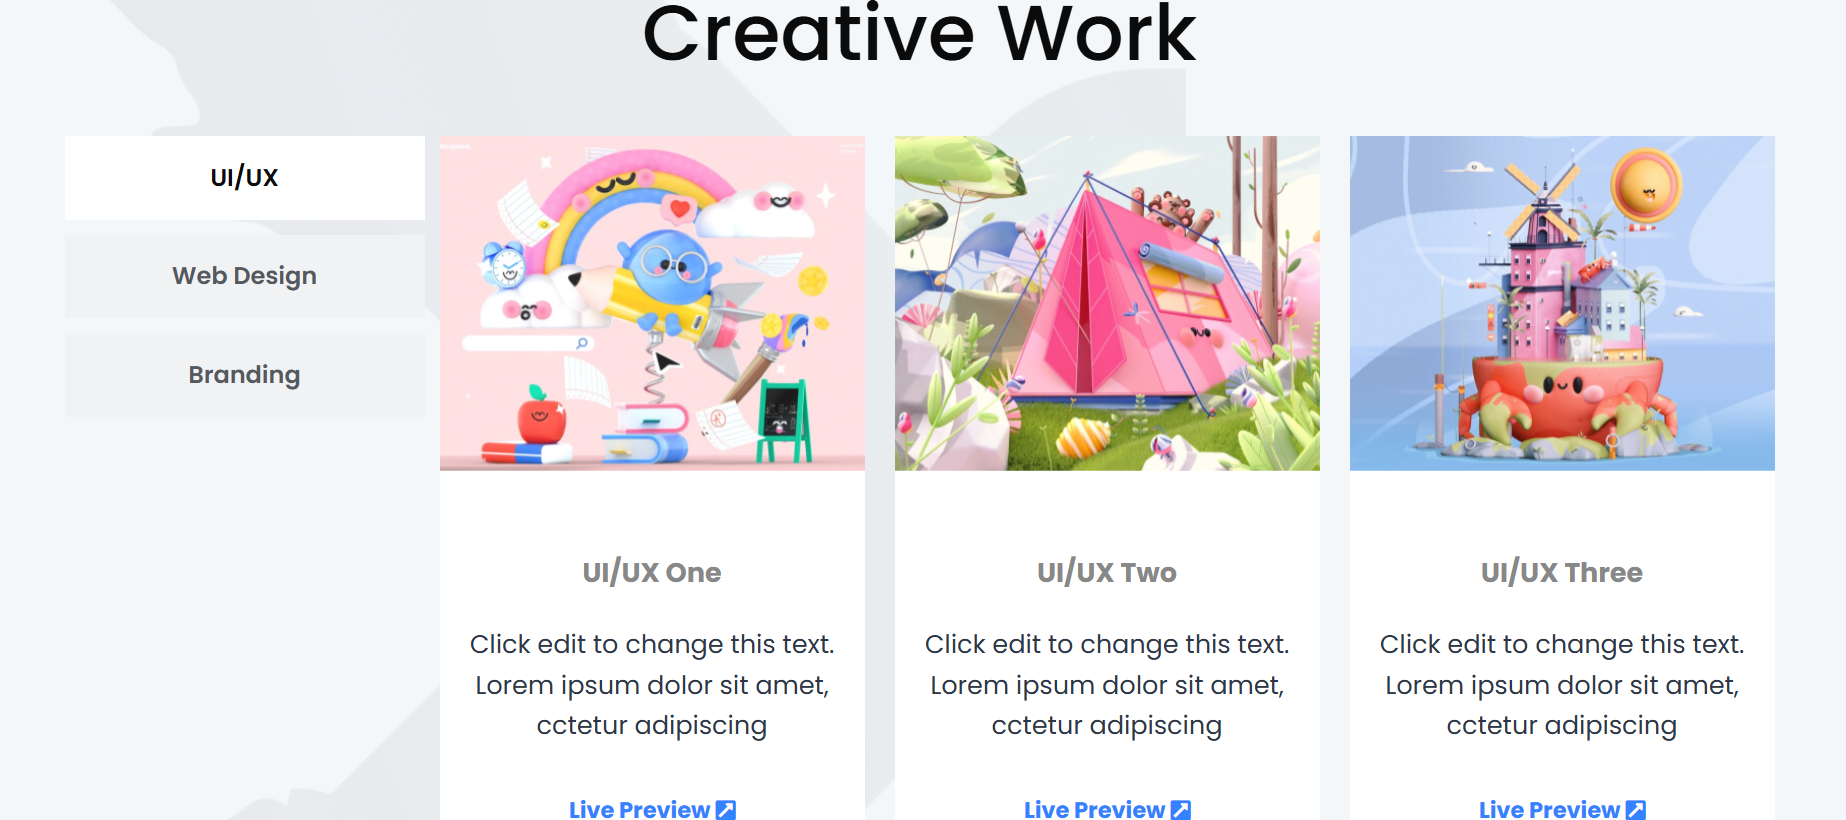 Creative Work
UI/UX
Web Design
Branding
UI/UX One
Click edit to change this text.
Lorem ipsum dolor sit amet,
cctetur adipiscing
Live Preview
UI/UX Two
Click edit to change this text.
Lorem ipsum dolor sit amet,
cctetur adipiscing
Live Preview
UI/UX Three
Click edit to change this text.
Lorem ipsum dolor sit amet,
cctetur adipiscing
Live Preview